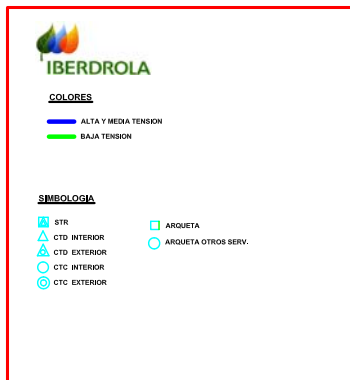 IBERDROLA
COLORES
ALTA Y MEDIA TENSION
BAJA TENSION
SIMBOLOGIA
STR
CTD INTERIOR
CTD EXTERIOR
CTC INTERIOR
CTC EXTERIOR
ARQUETA
ARQUETA OTROS SERV.